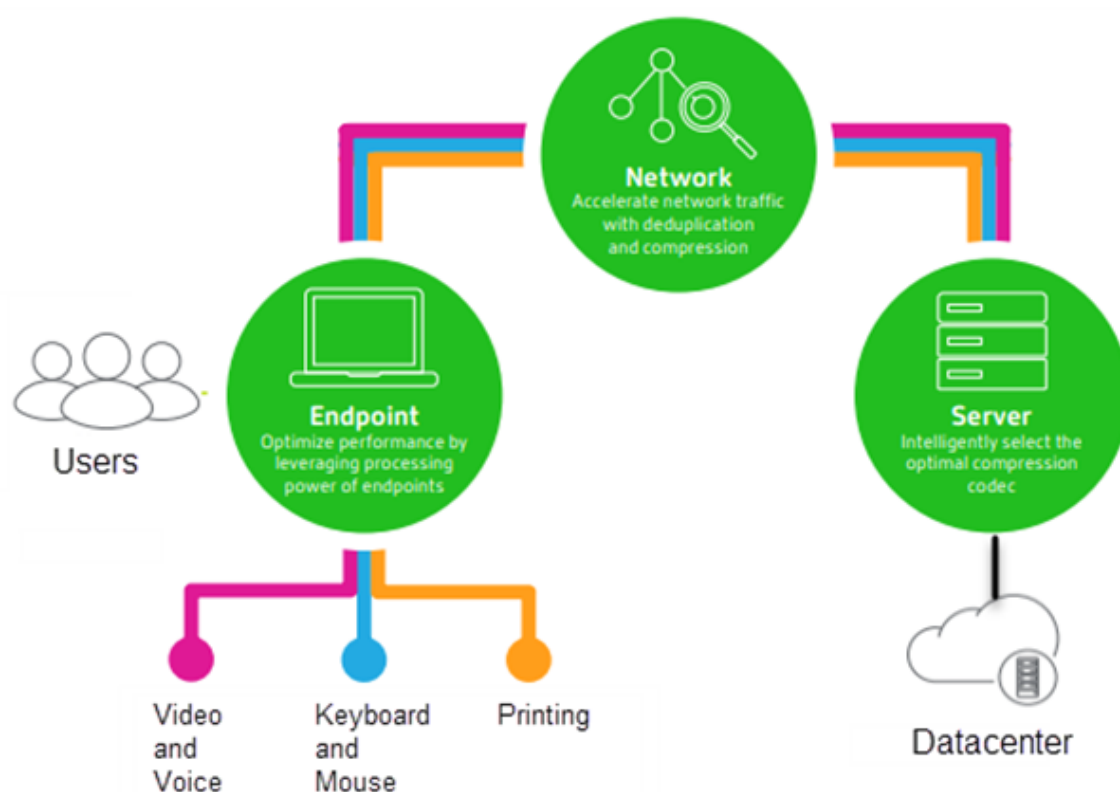 Network
Accelerate network traffic
with deduplication
and compression
Endpoint
Optimize performance by
leveraging processing
power of endpoints
Server
Intelligently select the
optimal compression
codec
Users
Video
and
Voice
Keyboard
and
Mouse
Printing
Datacenter